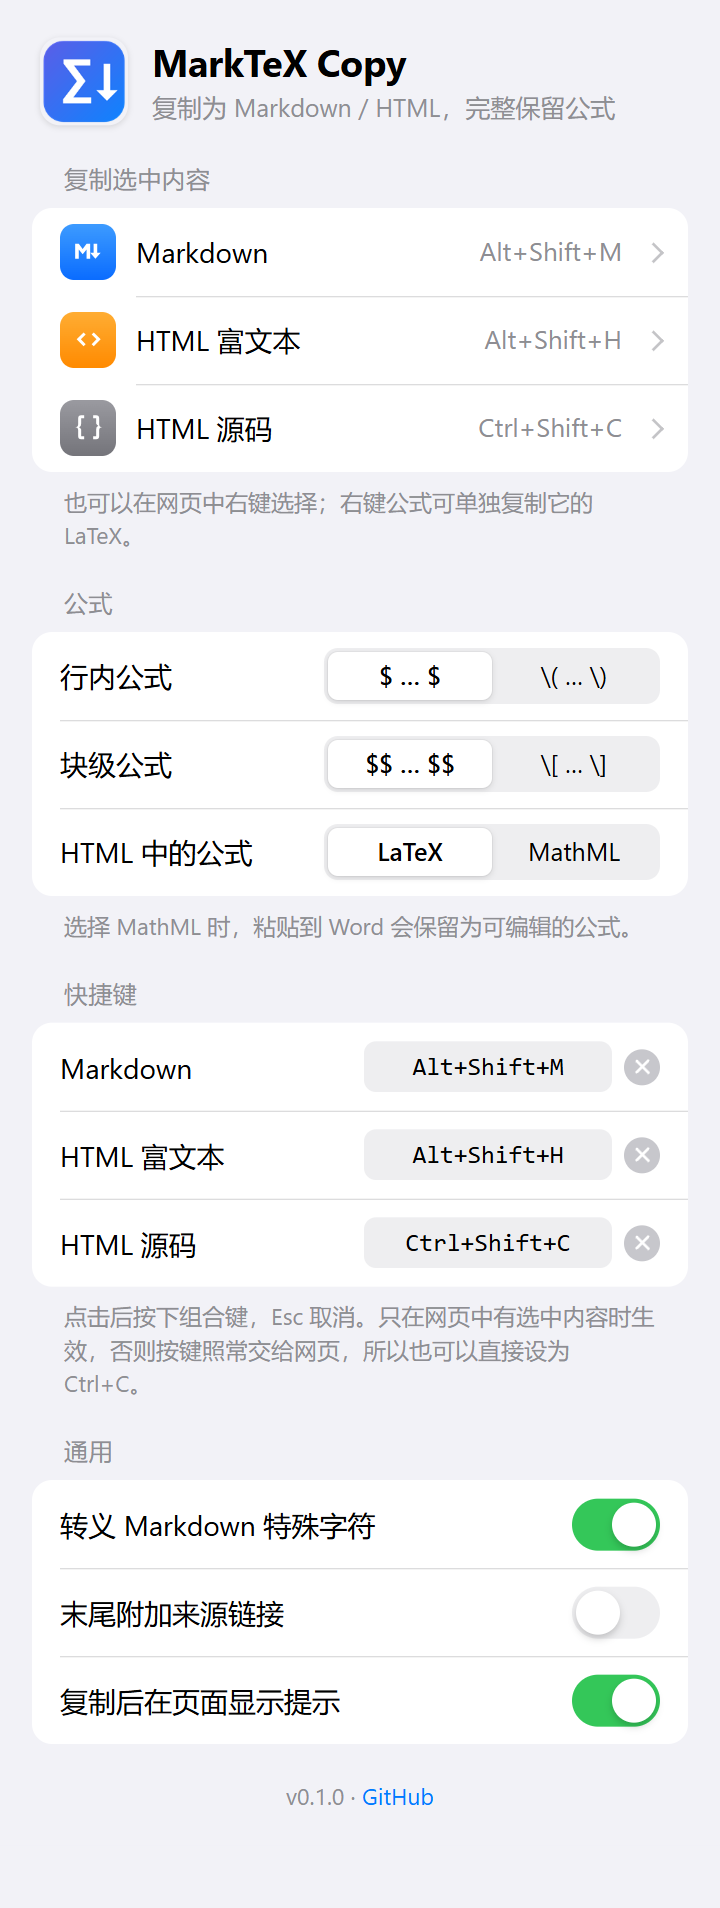 Σ↓
MarkTeX Copy
复制为 Markdown / HTML，完整保留公式
复制选中内容
M↓ Markdown Alt+Shift+M
<> HTML 富文本 Alt+Shift+H
{ } HTML 源码 Ctrl+Shift+C
也可以在网页中右键选择；右键公式可单独复制它的
LaTeX。
公式
行内公式 $ ... $ \( ... \)
块级公式 $$ ... $$ \[ ... \]
HTML 中的公式 LaTeX MathML
选择 MathML 时，粘贴到 Word 会保留为可编辑的公式。
快捷键
Markdown Alt+Shift+M
HTML 富文本 Alt+Shift+H
HTML 源码 Ctrl+Shift+C
点击后按下组合键，Esc 取消。只在网页中有选中内容时生
效，否则按键照常交给网页，所以也可以直接设为
Ctrl+C。
通用
转义 Markdown 特殊字符
末尾附加来源链接
复制后在页面显示提示
v0.1.0 · GitHub